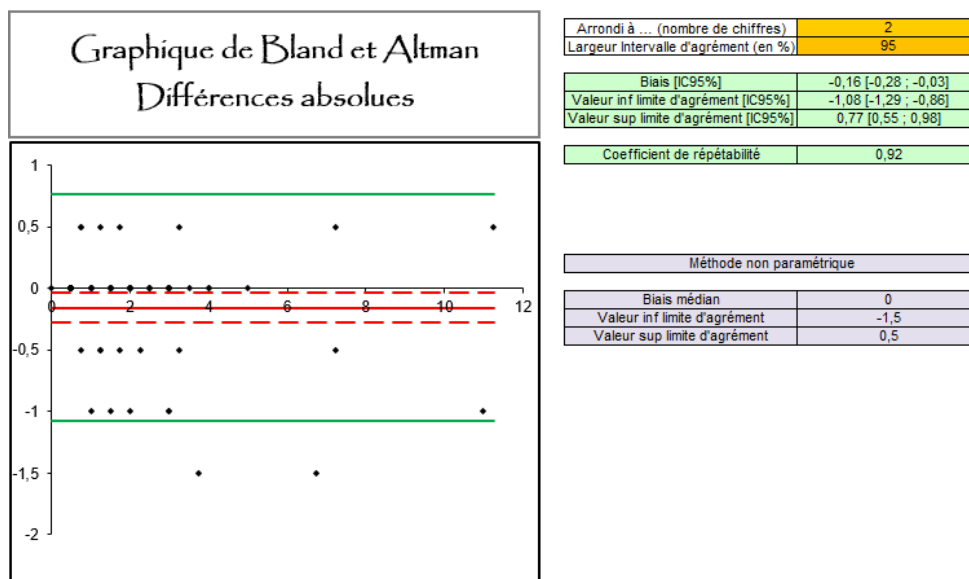 Graphique de Bland et Altman
Différences absolues
Arrondi à ... (nombre de chiffres) 2
Largeur Intervalle d'agrément (en %) 95
Biais [IC95%] -0,16 [-0,28 ; -0,03]
Valeur inf limite d'agrément [IC95%] -1,08 [-1,29 ; -0,86]
Valeur sup limite d'agrément [IC95%] 0,77 [0,55 ; 0,98]
Coefficient de répétabilité 0,92
Méthode non paramétrique
Biais médian 0
Valeur inf limite d'agrément -1,5
Valeur sup limite d'agrément 0,5
1
0,5
0
0 2 4 6 8 10 12
-0,5
-1
-1,5
-2